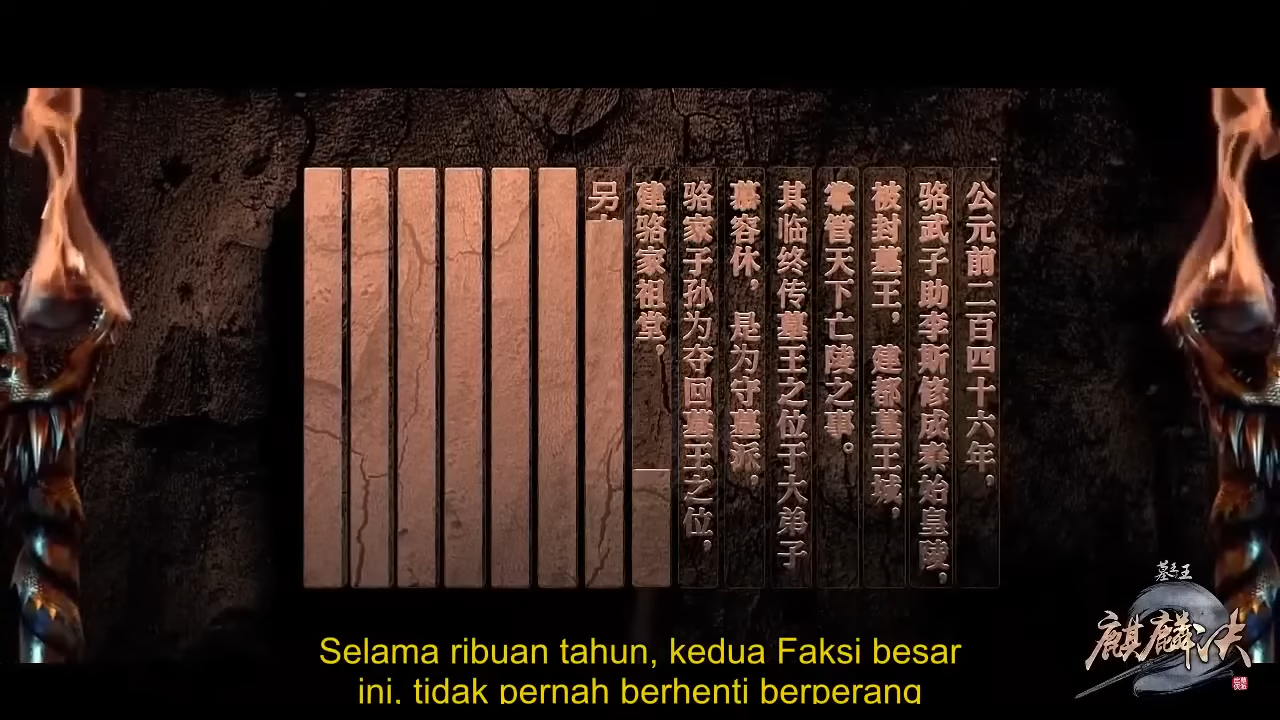 公元前二百四十六年，
骆武子助李斯修成秦始皇陵，
被封墓王，建都墓王城，
掌管天下亡陵之事。
其临终传墓王之位于大弟子
慕容休，是为守墓派，
骆家子孙为夺回墓王之位，
建骆家祖堂，
另
Selama ribuan tahun, kedua Faksi besar
ini, tidak pernah berhenti berperang
墓王
2
麒麟决